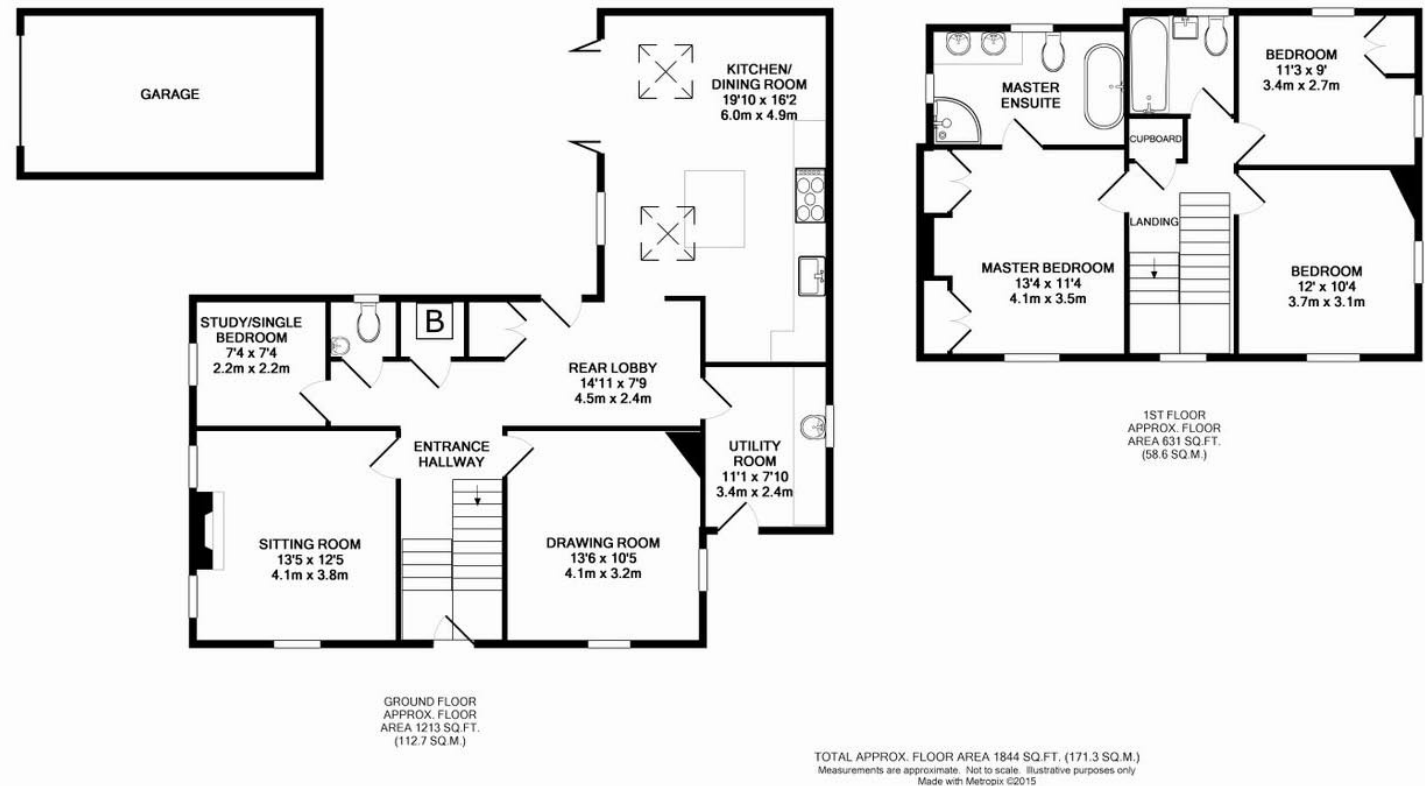 GARAGE
KITCHEN/
DINING ROOM
19'10 x 16'2
6.0m x 4.9m
STUDY/SINGLE
BEDROOM
7'4 x 7'4
2.2m x 2.2m
B
REAR LOBBY
14'11 x 7'9
4.5m x 2.4m
ENTRANCE
HALLWAY
UTILITY
ROOM
11'1 x 7'10
3.4m x 2.4m
SITTING ROOM
13'5 x 12'5
4.1m x 3.8m
DRAWING ROOM
13'6 x 10'5
4.1m x 3.2m
GROUND FLOOR
APPROX. FLOOR
AREA 1213 SQ.FT.
(112.7 SQ.M.)
MASTER
ENSUITE
BEDROOM
11'3 x 9'
3.4m x 2.7m
CUPBOARD
LANDING
MASTER BEDROOM
13'4 x 11'4
4.1m x 3.5m
BEDROOM
12' x 10'4
3.7m x 3.1m
1ST FLOOR
APPROX. FLOOR
AREA 631 SQ.FT.
(58.6 SQ.M.)
TOTAL APPROX. FLOOR AREA 1844 SQ.FT. (171.3 SQ.M.)
Measurements are approximate. Not to scale. Illustrative purposes only
Made with Metropix ©2015